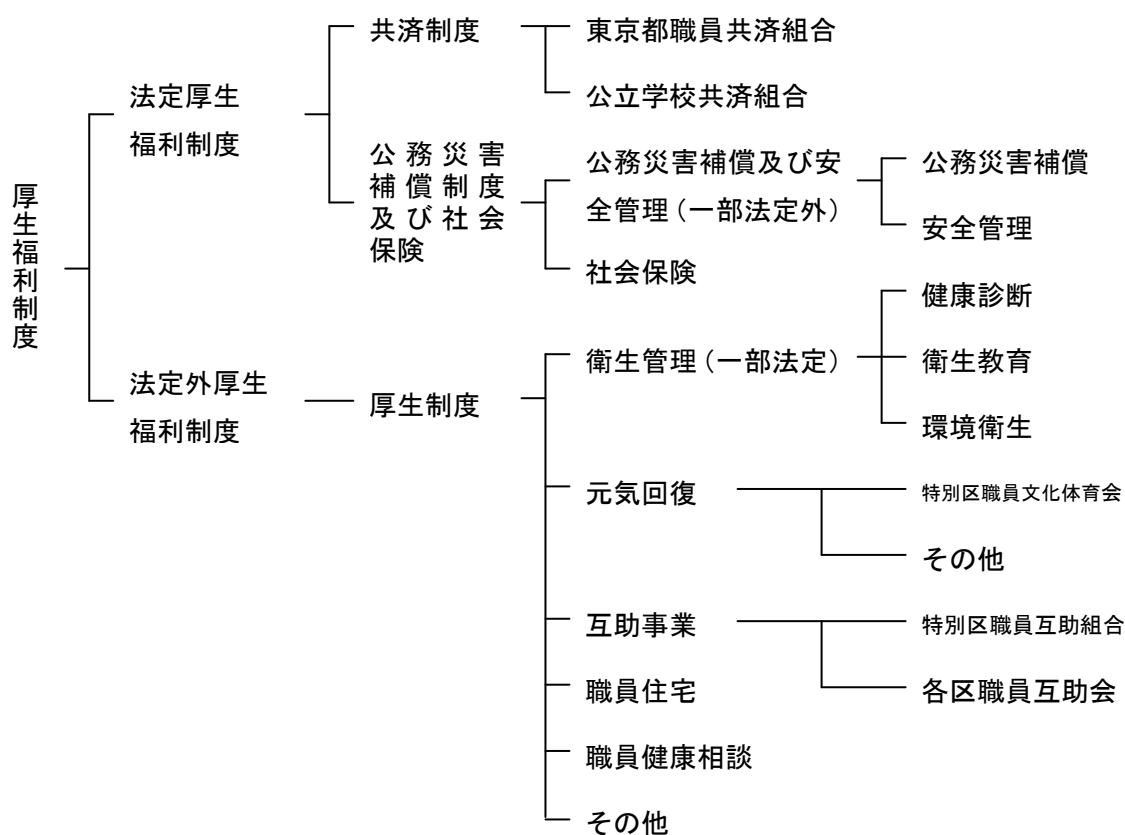 厚生福利制度
法定厚生
福利制度
共済制度
東京都職員共済組合
公立学校共済組合
公務災害
補償制度
及び社会
保険
公務災害補償及び安
全管理（一部法定外）
公務災害補償
安全管理
社会保険
法定外厚生
福利制度
厚生制度
衛生管理（一部法定）
健康診断
衛生教育
環境衛生
元気回復
特別区職員文化体育会
その他
互助事業
特別区職員互助組合
各区職員互助会
職員住宅
職員健康相談
その他